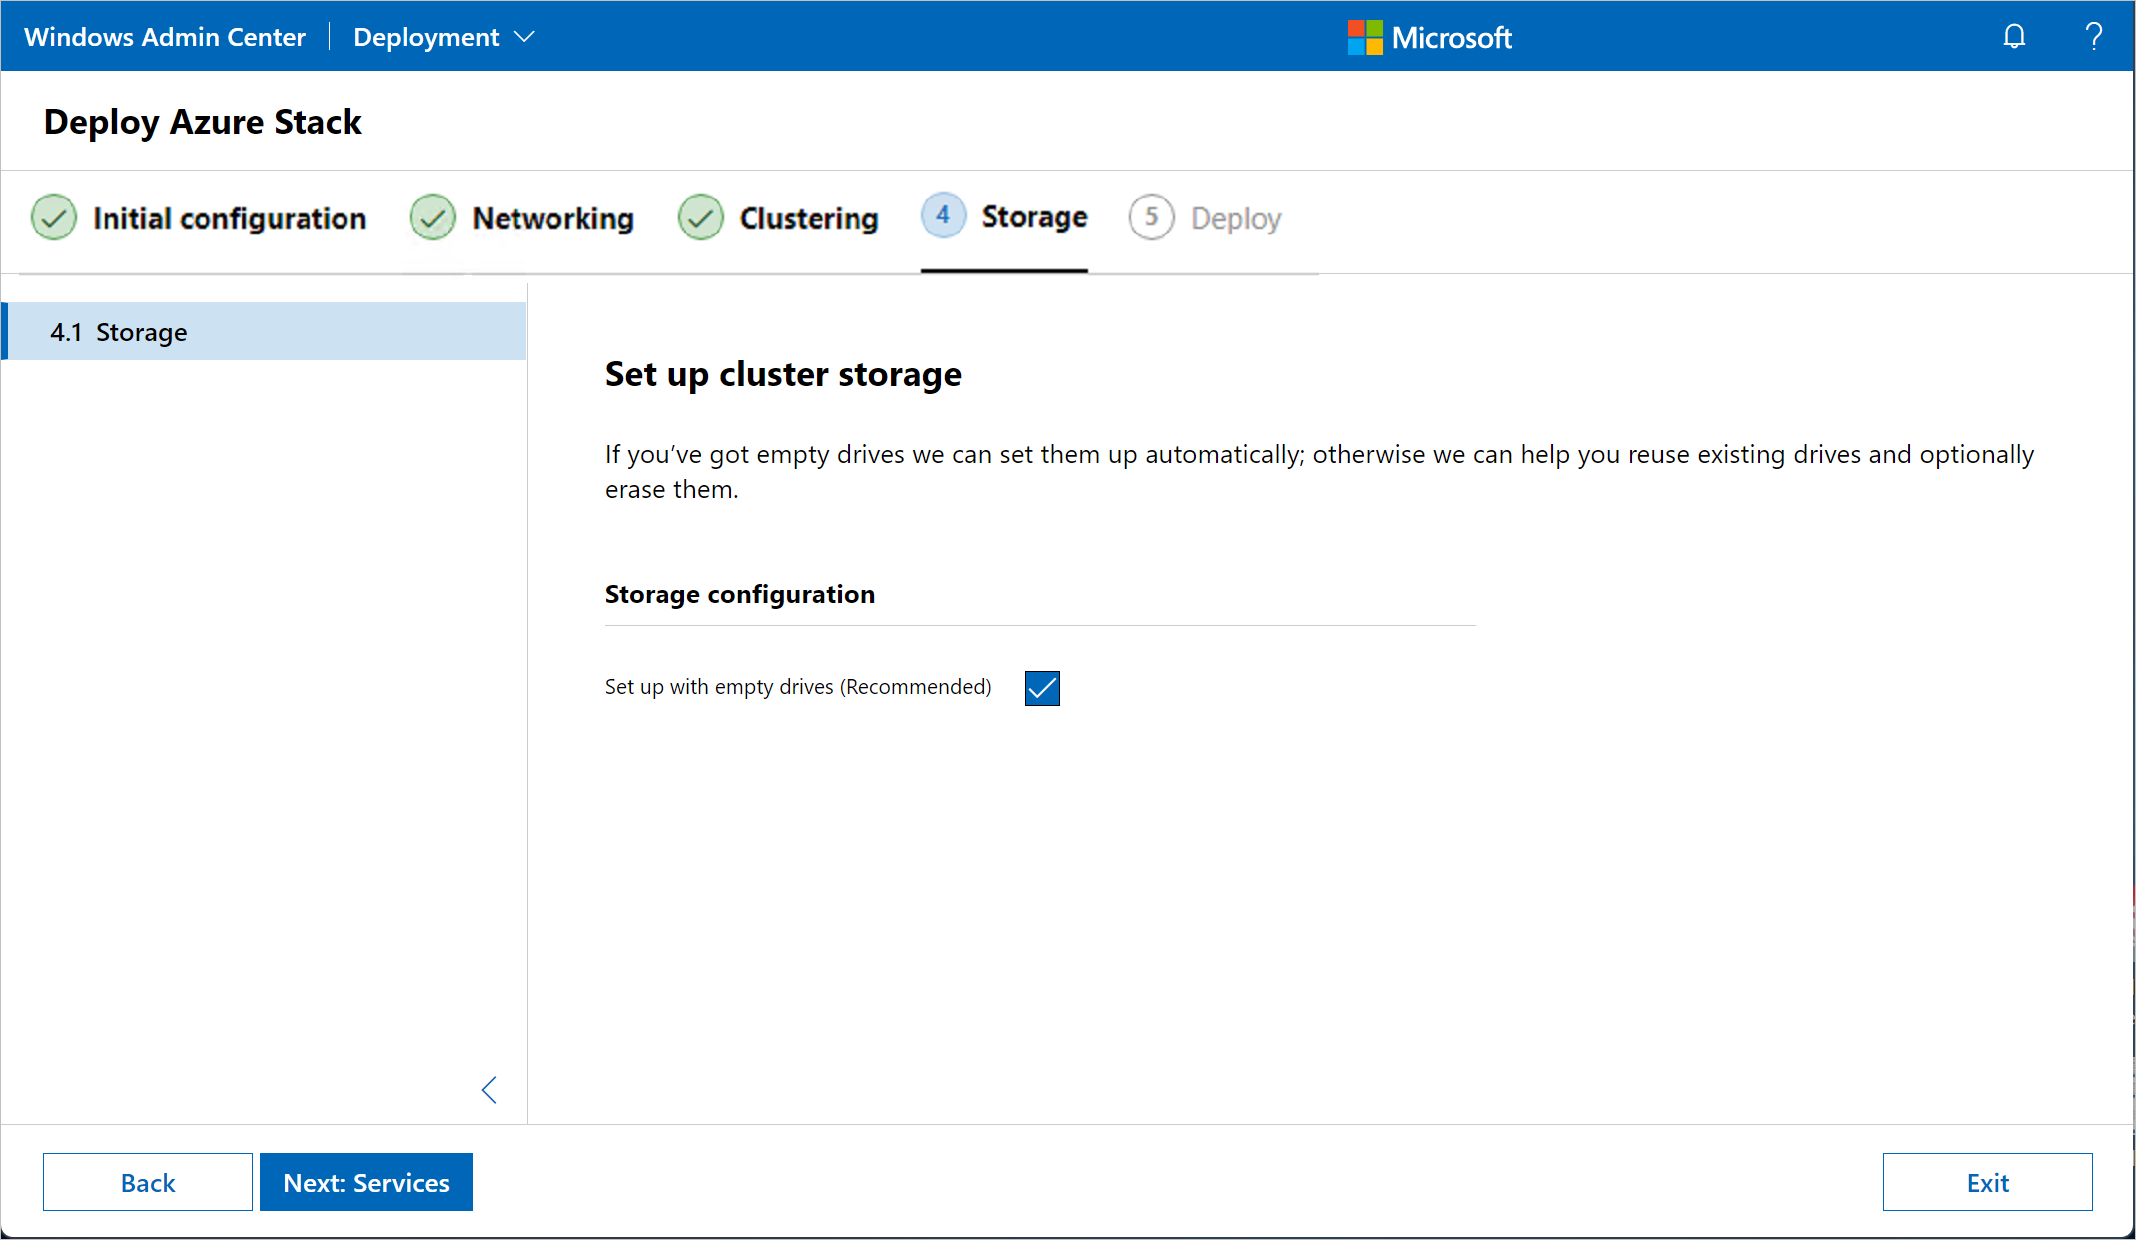 Windows Admin Center
Deployment
Microsoft
?
Deploy Azure Stack
Initial configuration
Networking
Clustering
4 Storage
5 Deploy
4.1 Storage
Set up cluster storage
If you’ve got empty drives we can set them up automatically; otherwise we can help you reuse existing drives and optionally
erase them.
Storage configuration
Set up with empty drives (Recommended)
Back
Next: Services
Exit